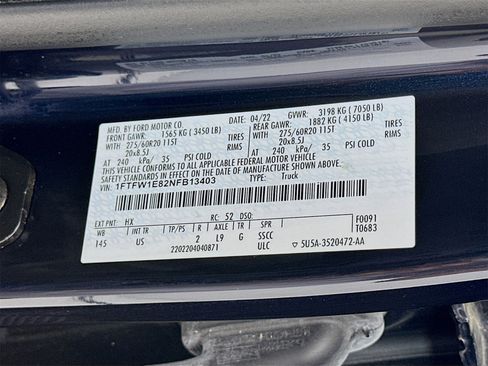 MFD. BY FORD MOTOR CO. 04/22 GVWR: 3198 KG (7050 LB)
FRONT GAWR: 1565 KG (3450 LB) REAR GAWR: 1882 KG (4150 LB)
275/60R20 115T TIRES 275/60R20 115T TIRES
20x8.5J RIMS 20x8.5J RIMS
AT 240 kPa/ 35 PSI COLD AT 240 kPa/ 35 PSI COLD
THIS VEHICLE CONFORMS TO ALL APPLICABLE FEDERAL MOTOR VEHICLE
SAFETY STANDARDS IN EFFECT ON THE DATE OF MANUFACTURE SHOWN ABOVE.
VIN: 1FTFW1E82NFB13403 TYPE: Truck
F0091
T0683
EXT PNT: HX RC: 52 DSO:
WB INT TR TP/PS R AXLE TR SPR
145 US 2 L9 G SSCC
2202204040871 ULC 5U5A-3520472-AA